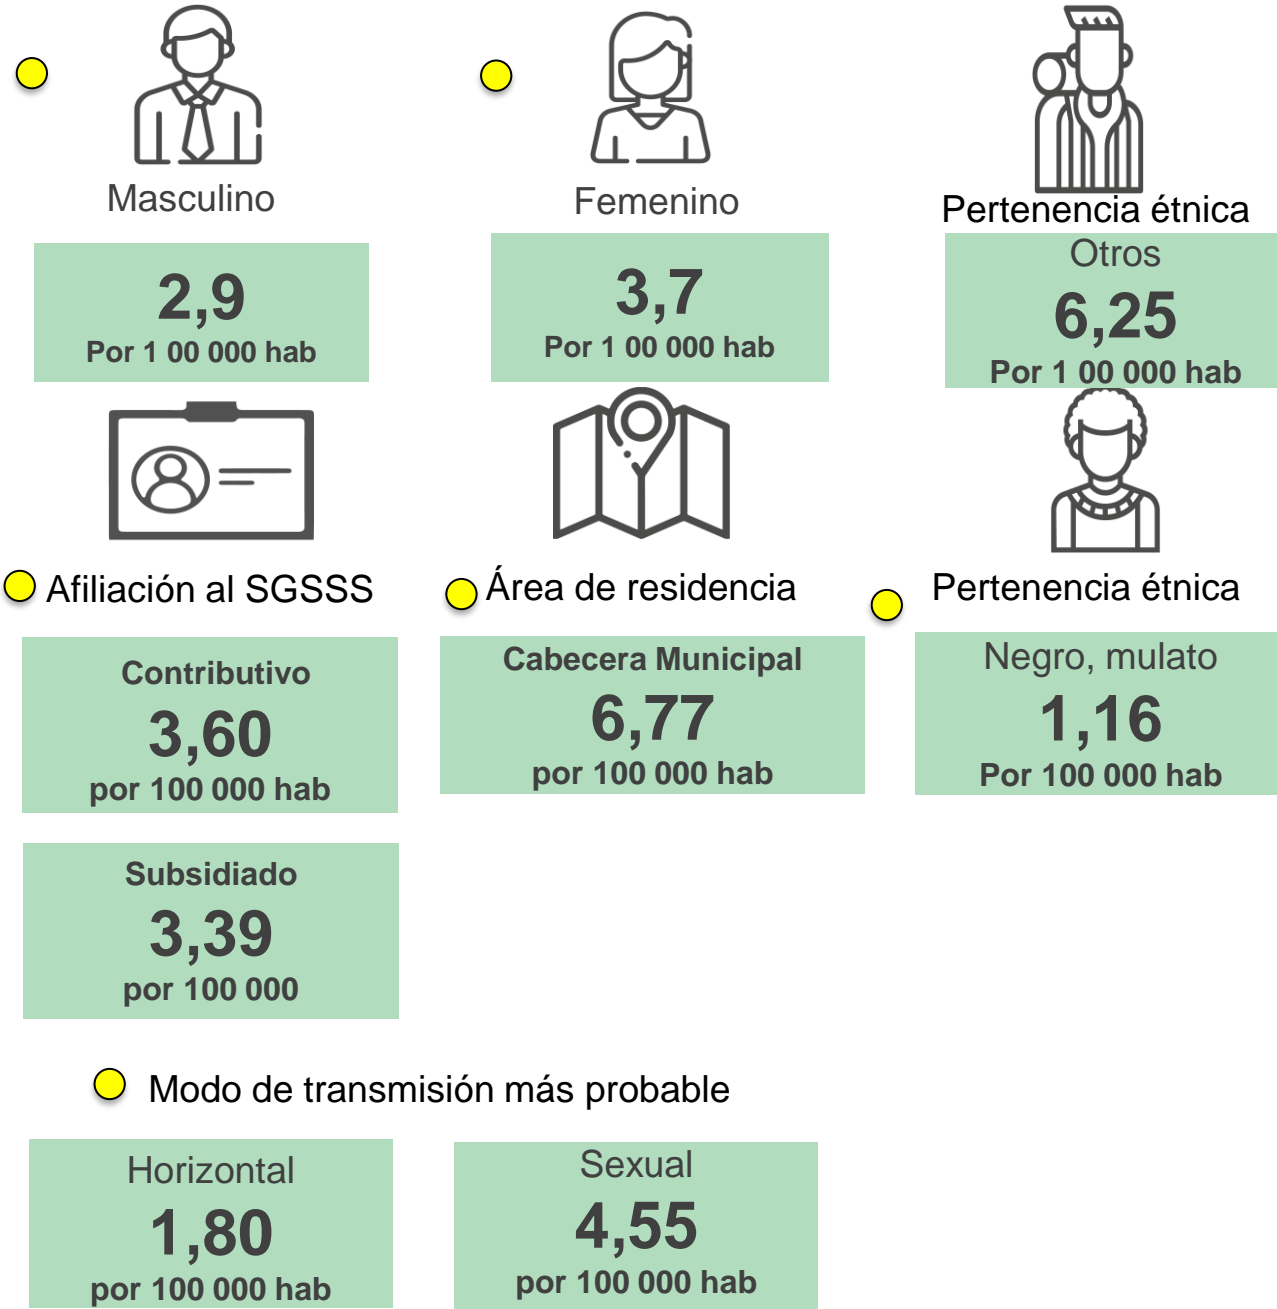 Masculino
2,9
Por 1 00 000 hab
Femenino
3,7
Por 1 00 000 hab
Pertenencia étnica
Otros
6,25
Por 1 00 000 hab
Afiliación al SGSSS
Contributivo
3,60
por 100 000 hab
Subsidiado
3,39
por 100 000
Área de residencia
Cabecera Municipal
6,77
por 100 000 hab
Pertenencia étnica
Negro, mulato
1,16
Por 100 000 hab
Modo de transmisión más probable
Horizontal
1,80
por 100 000 hab
Sexual
4,55
por 100 000 hab